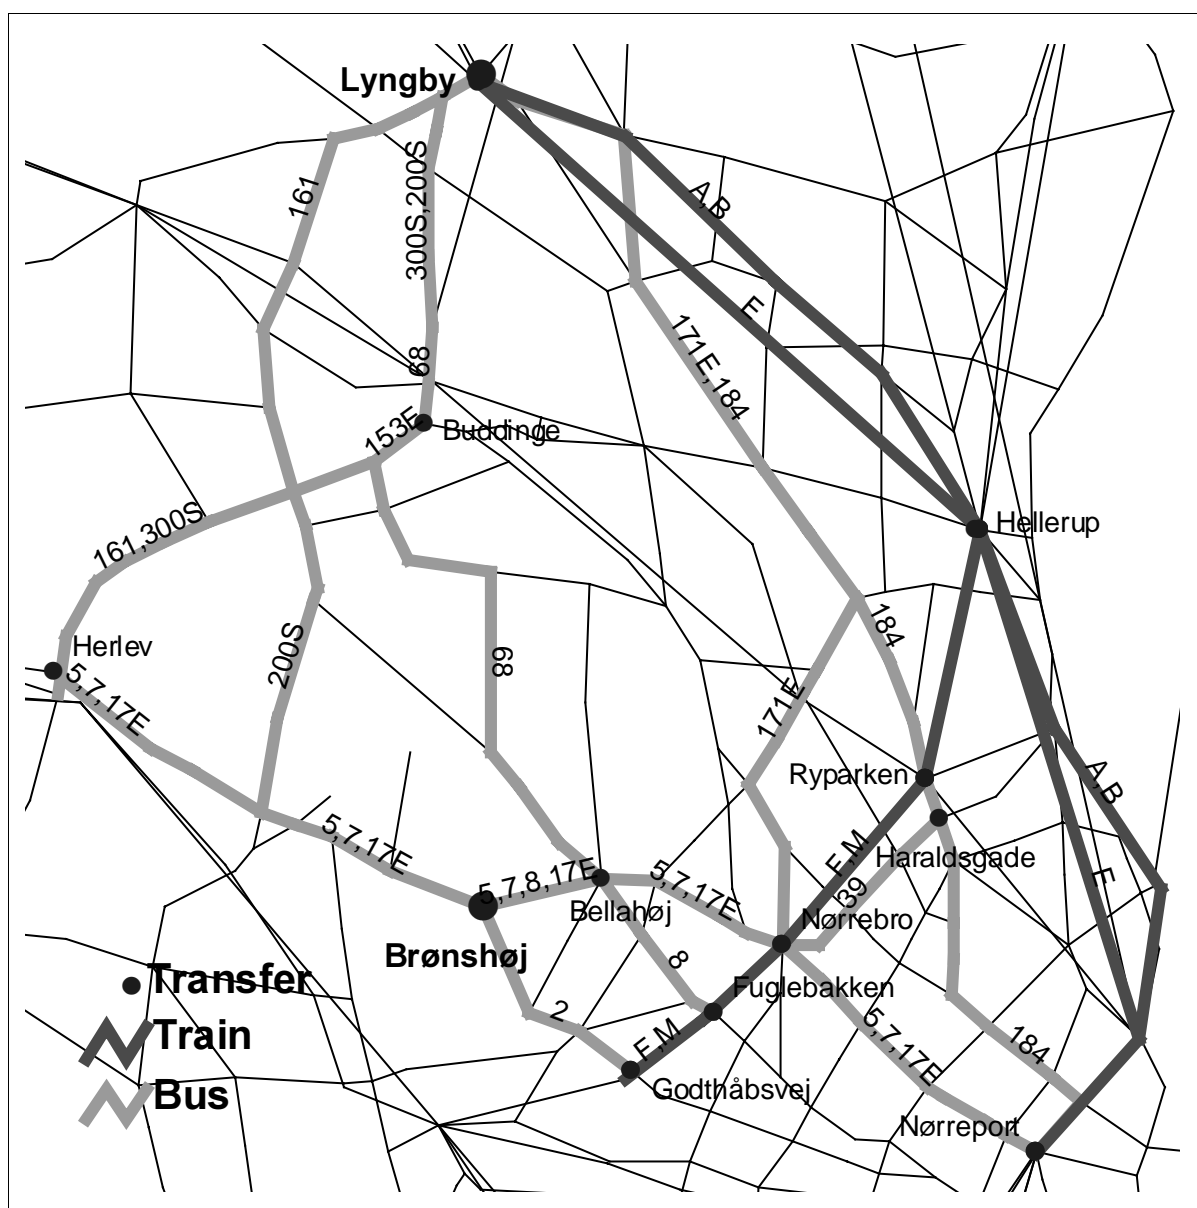 Lyngby
161
300S,200S
A,B
E
171E,184
68
153E
Buddinge
161,300S
Hellerup
Herlev
5,7,17E
200S
68
184
171E
Ryparken
A,B
5,7,17E
F,M
Haraldsgade
E
5,7,8,17E
5,7,17E
39
Bellahøj
Nørrebro
Brønshøj
8
Transfer
Fuglebakken
2
5,7,17E
Train
F,M
184
Godthåbsvej
Bus
Nørreport